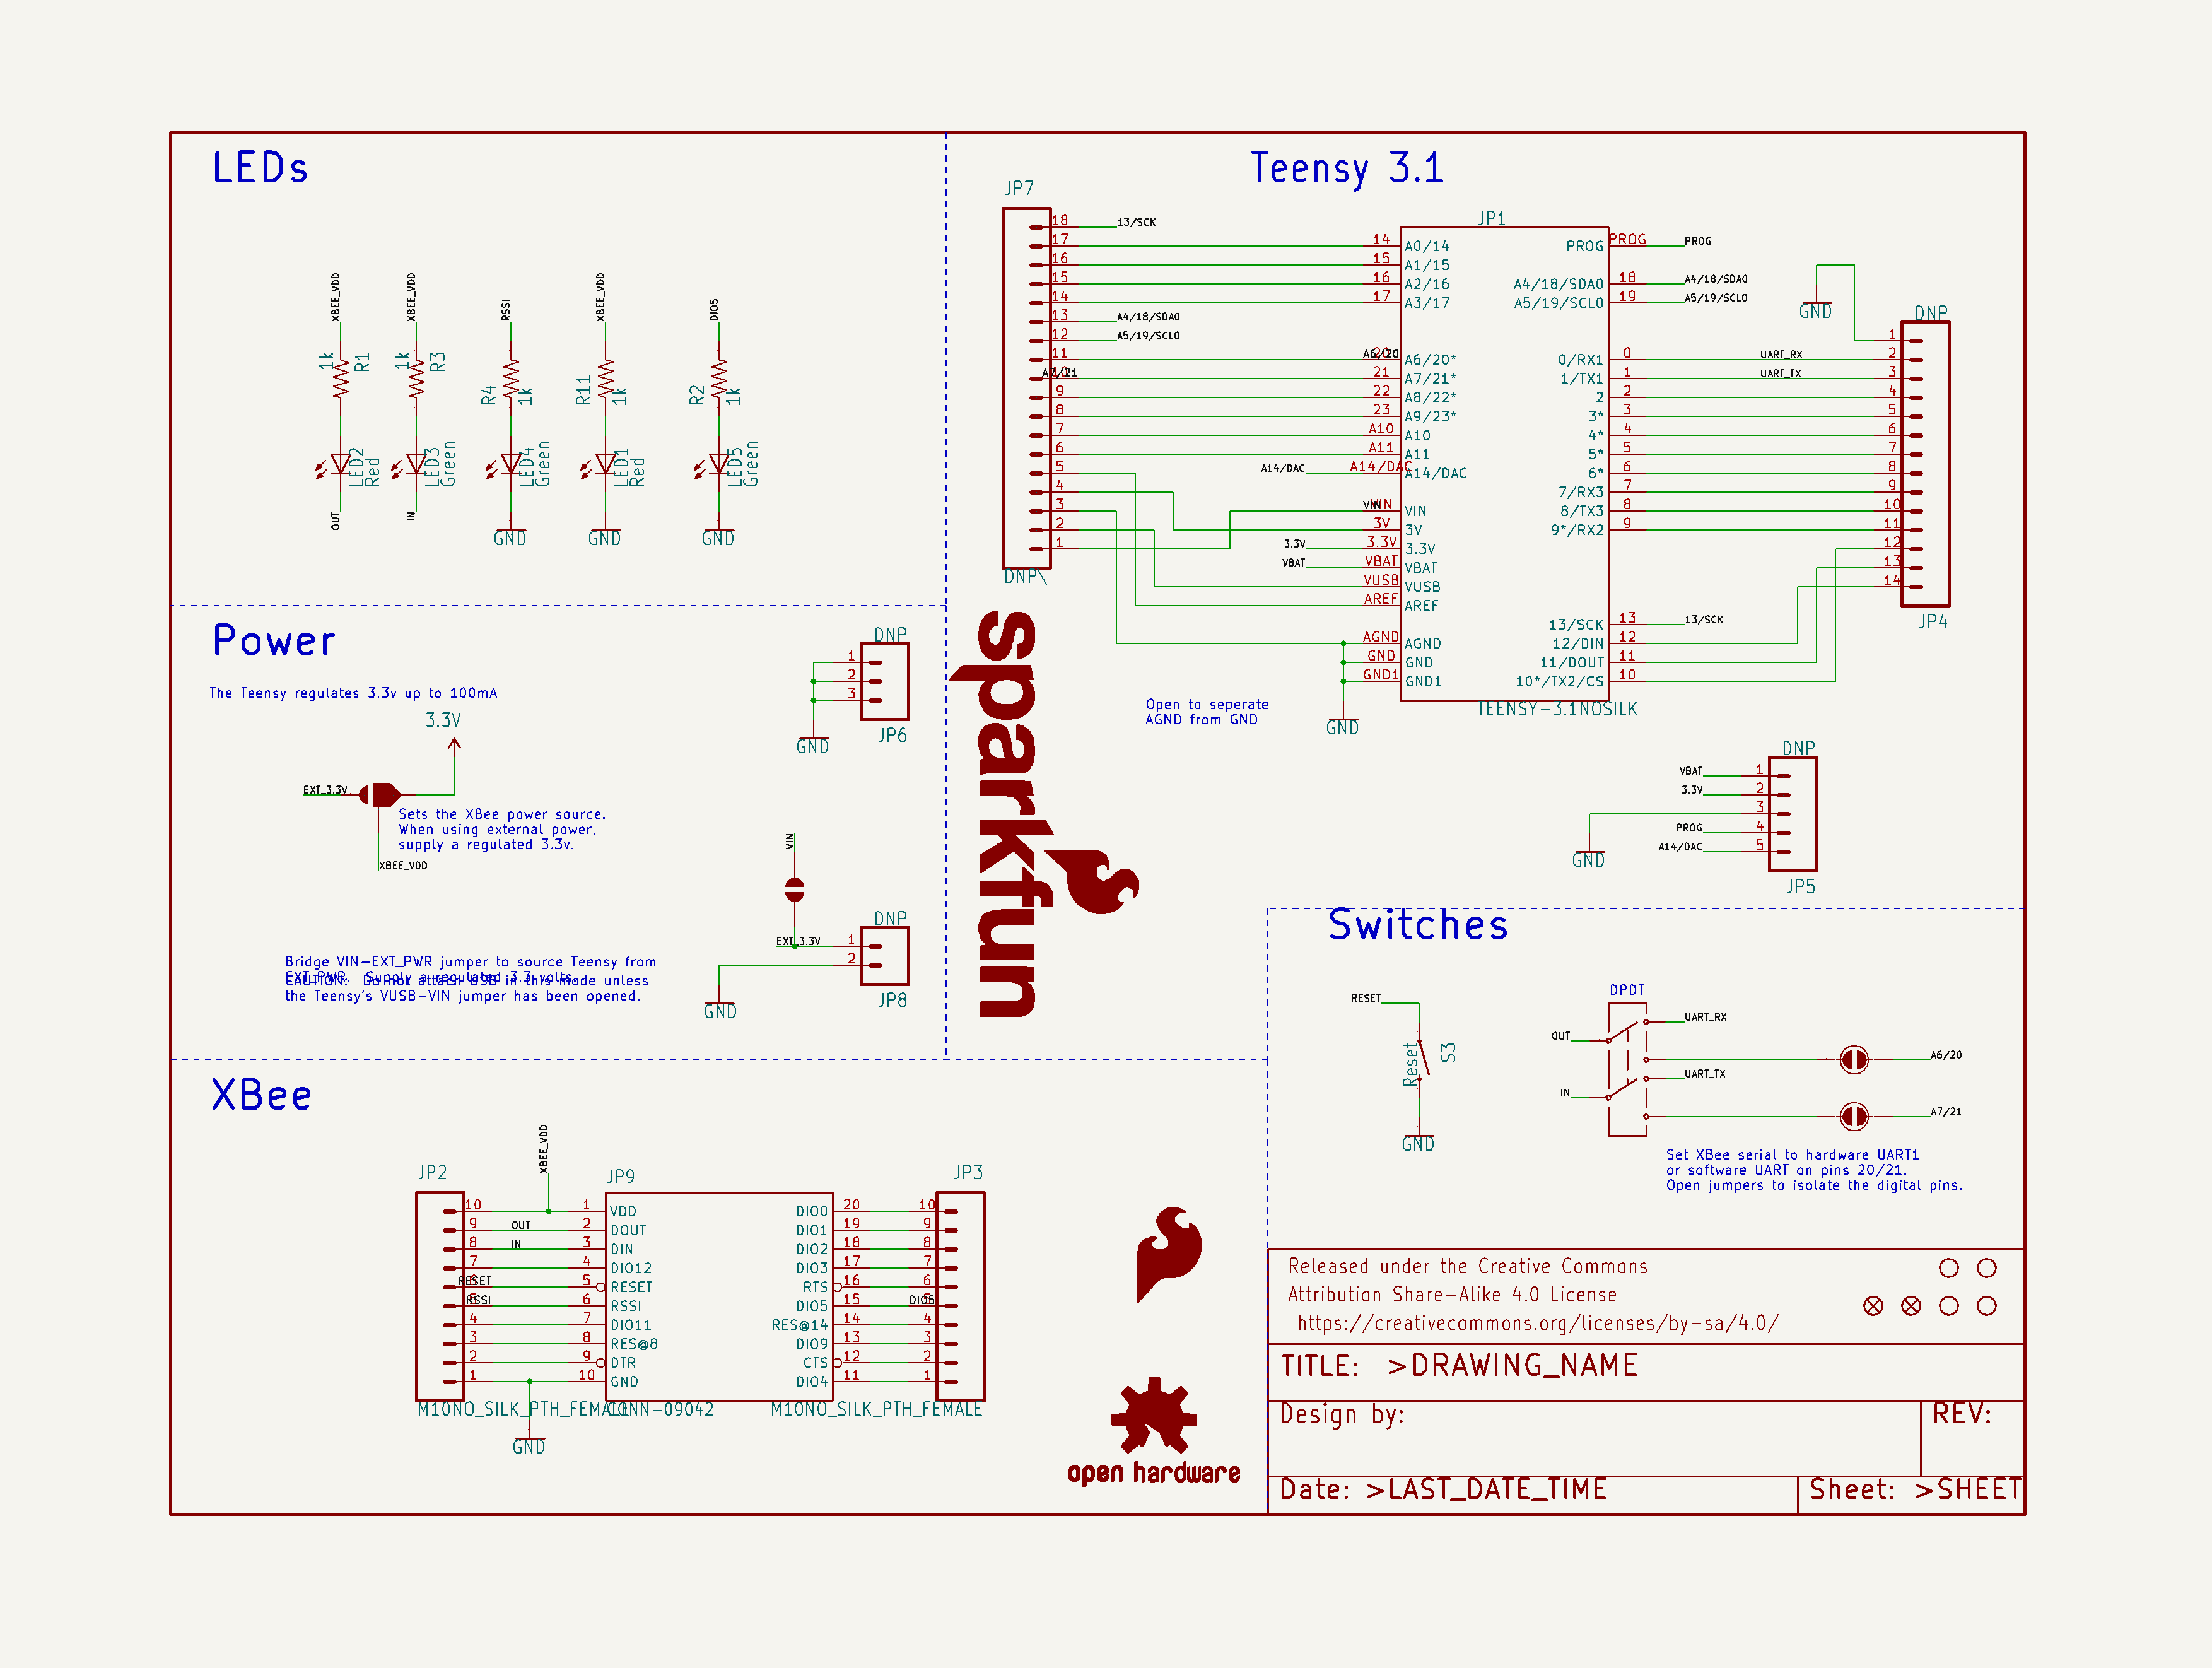 LEDs
XBEE_VDD
XBEE_VDD
RSSI
XBEE_VDD
DIO5
1k
R1
1k
R3
R4
1k
R11
1k
R2
1k
LED2
Red
LED3
Green
LED4
Green
LED1
Red
LED5
Green
OUT
IN
GND
GND
GND
Power
The Teensy regulates 3.3v up to 100mA
3.3V
EXT_3.3V
Sets the XBee power source.
When using external power,
supply a regulated 3.3v.
XBEE_VDD
DNP
1
2
3
JP6
GND
VIN
DNP
EXT_3.3V
1
2
JP8
GND
Bridge VIN-EXT_PWR jumper to source Teensy from
EXT_PWR. Supply a regulated 3.3 volts.
CAUTION: Do not attach USB in this mode unless
the Teensy's VUSB-VIN jumper has been opened.
sparkfun
Teensy 3.1
JP7
18
17
16
15
14
13
12
11
10
9
8
7
6
5
4
3
2
1
DNP\
13/SCK
A4/18/SDA0
A5/19/SCL0
A7/21
A6/20
A14/DAC
VIN
3.3V
VBAT
JP1
14 A0/14
15 A1/15
16 A2/16
17 A3/17
20 A6/20*
21 A7/21*
22 A8/22*
23 A9/23*
A10 A10
A11 A11
A14/DAC A14/DAC
VIN VIN
3V 3V
3.3V 3.3V
VBAT VBAT
VUSB VUSB
AREF AREF
AGND AGND
GND GND
GND1 GND1
PROG PROG PROG
A4/18/SDA0 18 A4/18/SDA0
A5/19/SCL0 19 A5/19/SCL0
0/RX1 0 UART_RX
1/TX1 1 UART_TX
2 2
3* 3
4* 4
5* 5
6* 6
7/RX3 7
8/TX3 8
9*/RX2 9
13/SCK 13 13/SCK
12/DIN 12
11/DOUT 11
10*/TX2/CS 10
TEENSY-3.1NOSILK
GND
Open to seperate
AGND from GND
GND
DNP
1
2
3
4
5
6
7
8
9
10
11
12
13
14
JP4
DNP
VBAT 1
3.3V 2
3
PROG 4
A14/DAC 5
GND
JP5
Switches
RESET
Reset
S3
GND
DPDT
OUT
IN
UART_RX
A6/20
UART_TX
A7/21
Set XBee serial to hardware UART1
or software UART on pins 20/21.
Open jumpers to isolate the digital pins.
XBee
XBEE_VDD
JP2
JP9
JP3
10 1 VDD DIO0 20 10
9 OUT 2 DOUT DIO1 19 9
8 IN 3 DIN DIO2 18 8
7 4 DIO12 DIO3 17 7
6 RESET 5 RESET RTS 16 6
5 RSSI 6 RSSI DIO5 15 DIO5 5
4 7 DIO11 RES@14 14 4
3 8 RES@8 DIO9 13 3
2 9 DTR CTS 12 2
1 10 GND DIO4 11 1
M10NO_SILK_PTH_FEMALE
CONN-09042
M10NO_SILK_PTH_FEMALE
GND
open hardware
Released under the Creative Commons
Attribution Share-Alike 4.0 License
https://creativecommons.org/licenses/by-sa/4.0/
TITLE: >DRAWING_NAME
Design by:
REV:
Date: >LAST_DATE_TIME
Sheet: >SHEET